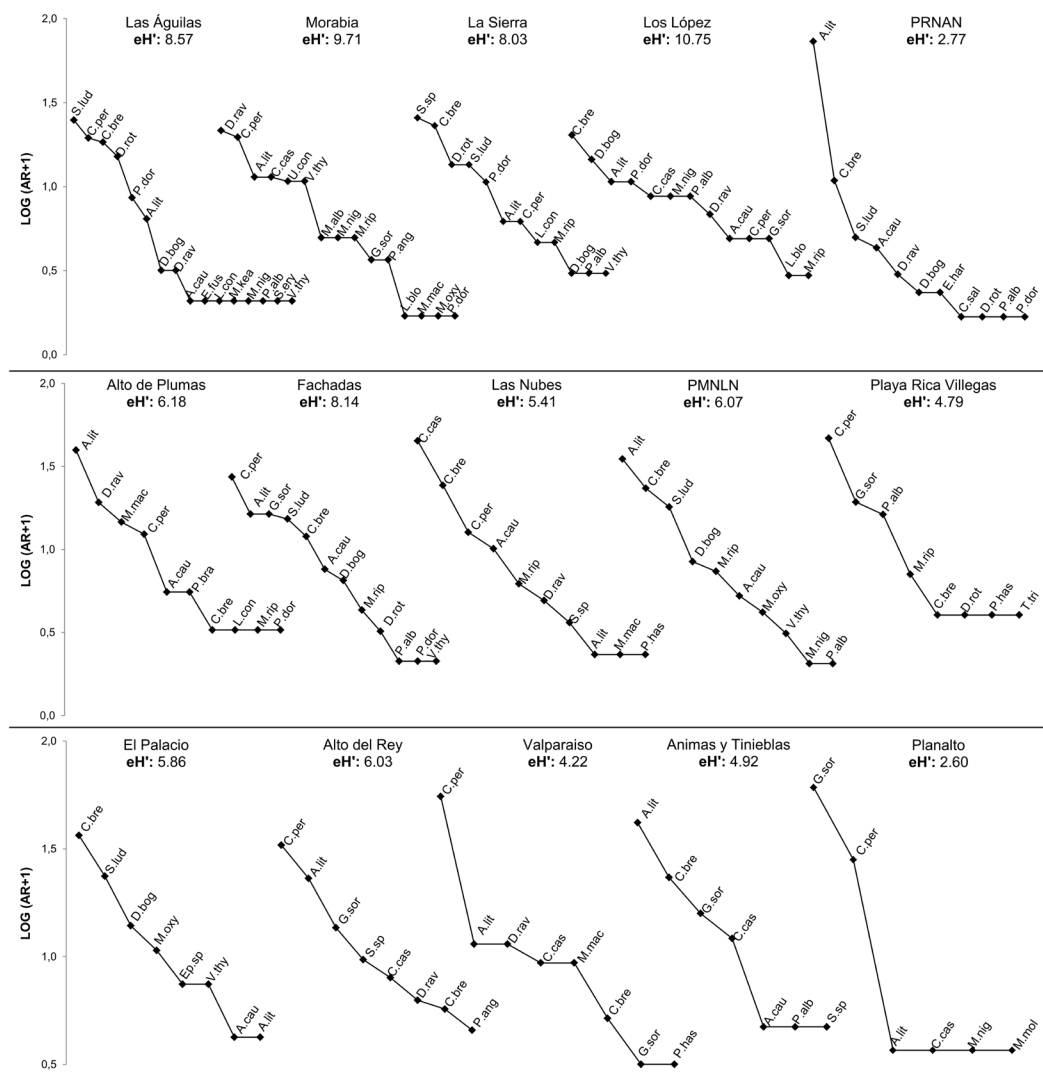 Las Águilas
eH': 8.57
Morabia
eH': 9.71
La Sierra
eH': 8.03
Los López
eH': 10.75
PRNAN
eH': 2.77
LOG (AR+1)
2,0
1,5
1,0
0,5
0,0
S.lud
C.per
C.bre
D.rot
P.dor
A.lit
D.bog
D.rav
A.cau
E.fus
L.con
M.kea
M.nig
P.alb
S.ery
V.thy
D.rav
C.per
A.lit
C.cas
U.con
V.thy
M.alb
M.nig
M.rip
G.sor
P.ang
L.blo
M.mac
M.oxy
P.dor
S.sp
C.bre
D.rot
S.lud
P.dor
A.lit
C.per
L.con
M.rip
D.bog
P.alb
V.thy
C.bre
D.bog
A.lit
P.dor
C.cas
M.nig
P.alb
D.rav
A.cau
C.per
G.sor
L.blo
M.rip
A.lit
C.bre
S.lud
A.cau
D.rav
D.bog
E.har
C.sal
D.rot
P.alb
P.dor
Alto de Plumas
eH': 6.18
Fachadas
eH': 8.14
Las Nubes
eH': 5.41
PMNLN
eH': 6.07
Playa Rica Villegas
eH': 4.79
LOG (AR+1)
2,0
1,5
1,0
0,5
0,0
A.lit
D.rav
M.mac
C.per
A.cau
P.bra
C.bre
L.con
M.rip
P.dor
C.per
A.lit
G.sor
S.lud
C.bre
A.cau
D.bog
M.rip
D.rot
P.alb
P.dor
V.thy
C.cas
C.bre
C.per
A.cau
M.rip
D.rav
S.sp
A.lit
M.mac
P.has
A.lit
C.bre
S.lud
D.bog
M.rip
A.cau
M.oxy
V.thy
M.nig
P.alb
C.per
G.sor
P.alb
M.rip
C.bre
D.rot
P.has
T.tri
El Palacio
eH': 5.86
Alto del Rey
eH': 6.03
Valparaiso
eH': 4.22
Animas y Tinieblas
eH': 4.92
Planalto
eH': 2.60
LOG (AR+1)
2,0
1,5
1,0
0,5
C.bre
S.lud
D.bog
M.oxy
Ep.sp
V.thy
A.cau
A.lit
C.per
A.lit
G.sor
S.sp
C.cas
D.rav
C.bre
P.ang
C.per
A.lit
D.rav
C.cas
M.mac
C.bre
G.sor
P.has
A.lit
C.bre
G.sor
C.cas
A.cau
P.alb
S.sp
G.sor
C.per
A.lit
C.cas
M.nig
M.mol